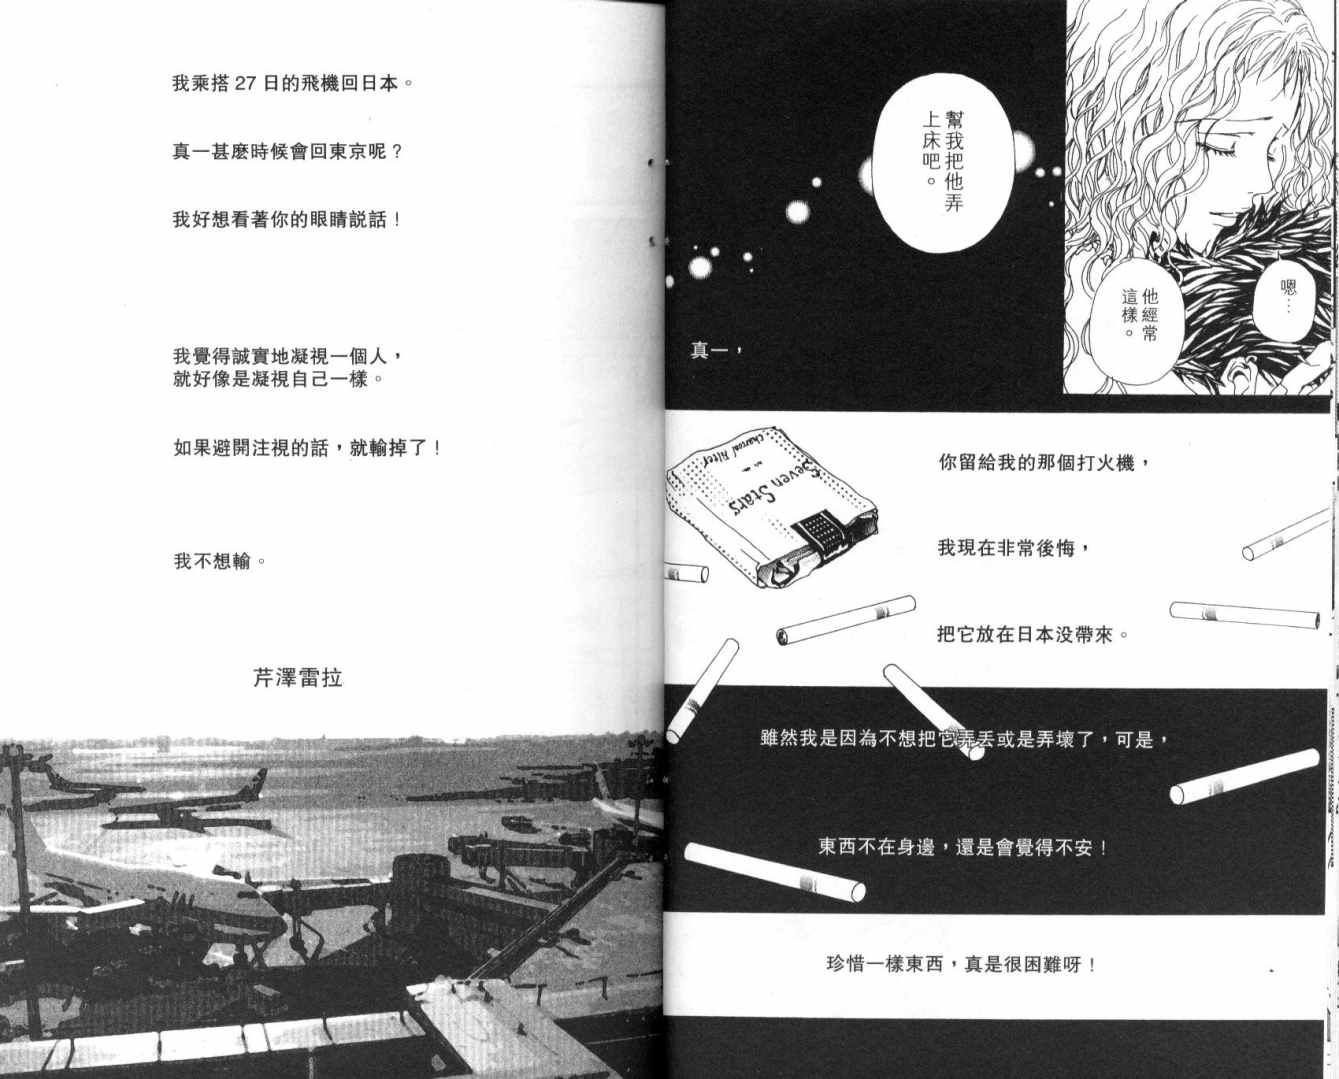 幫我把他弄
上床吧。
嗯…
他經常
這樣。
真一，
Seven Stars
charcoal filter
你留給我的那個打火機，
我現在非常後悔，
把它放在日本没帶來。
雖然我是因為不想把它弄丟或是弄壞了，可是，
東西不在身邊，還是會覺得不安！
珍惜一樣東西，真是很困難呀！
我乘搭 27 日的飛機回日本。
真一甚麼時候會回東京呢？
我好想看著你的眼睛說話！
我覺得誠實地凝視一個人，
就好像是凝視自己一樣。
如果避開注視的話，就輸掉了！
我不想輸。
芹澤雷拉